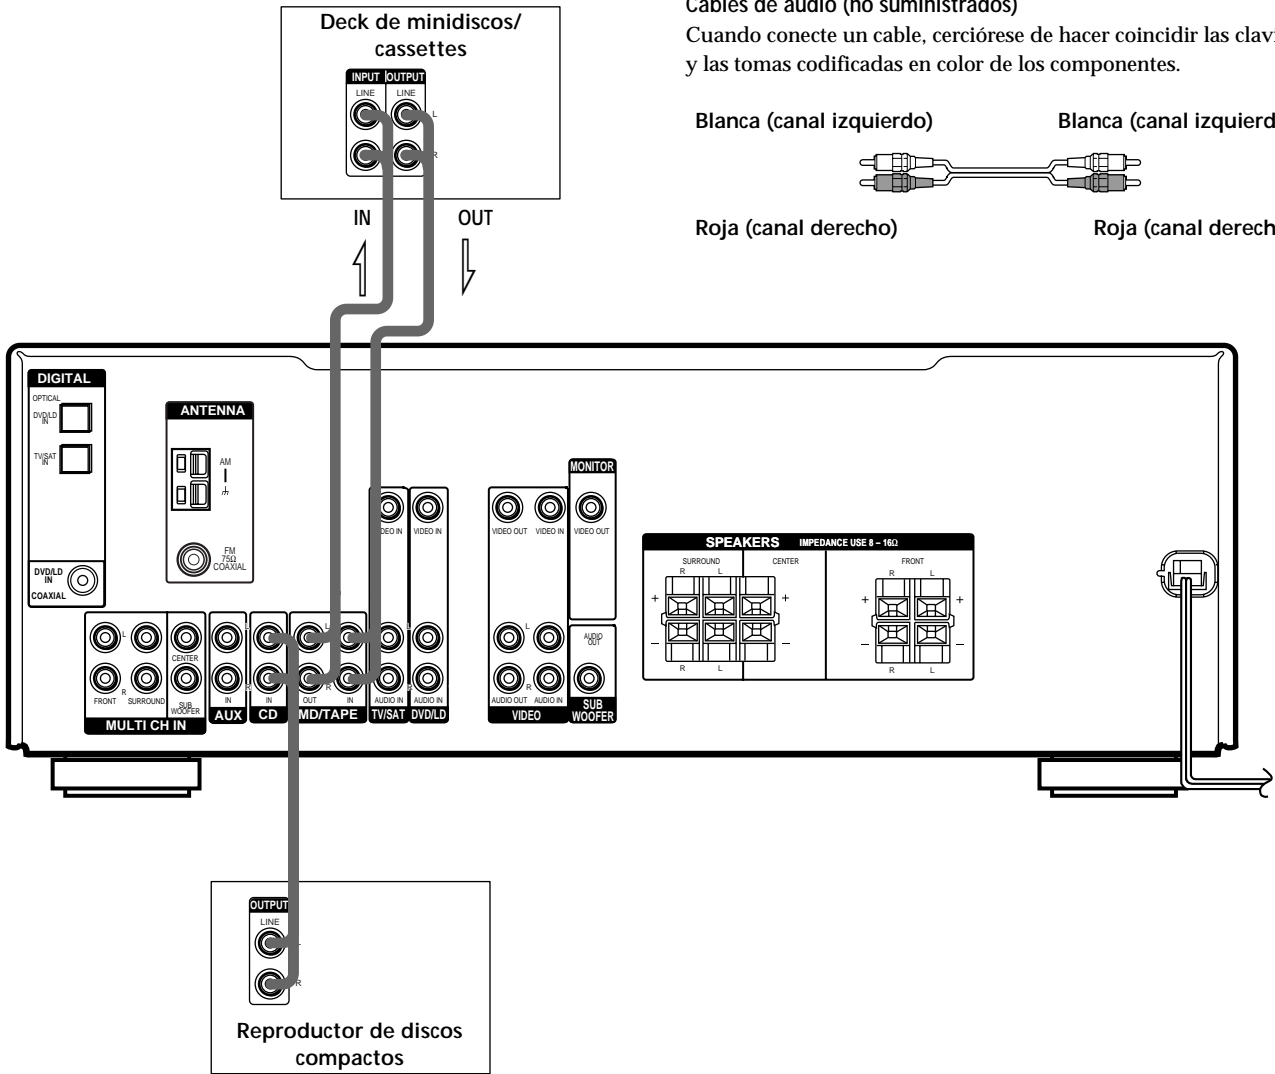 Deck de minidiscos/
cassettes
INPUT OUTPUT
LINE LINE
L
R
IN OUT
Cables de audio (no suministrados)
Cuando conecte un cable, cerciórese de hacer coincidir las clavi
y las tomas codificadas en color de los componentes.
Blanca (canal izquierdo) Blanca (canal izquierd
Roja (canal derecho) Roja (canal derech
DIGITAL
OPTICAL
DVD/LD
IN
TV/SAT
IN
DVD/LD
IN
COAXIAL
ANTENNA
AM
FM
75Ω
COAXIAL
L
CENTER
R
FRONT SURROUND
SUB
WOOFER
MULTI CH IN
L
R
IN
AUX
IN
CD
L
R
OUT IN
MD/TAPE
VIDEO IN
L
R
AUDIO IN
TV/SAT
VIDEO IN
AUDIO IN
DVD/LD
VIDEO OUT VIDEO IN
L
R
AUDIO OUT AUDIO IN
VIDEO
MONITOR
VIDEO OUT
AUDIO
OUT
SUB
WOOFER
SPEAKERS IMPEDANCE USE 8 – 16Ω
SURROUND CENTER FRONT
R L R L
+ + + +
– – – –
R L R L
OUTPUT
LINE
L
R
Reproductor de discos
compactos